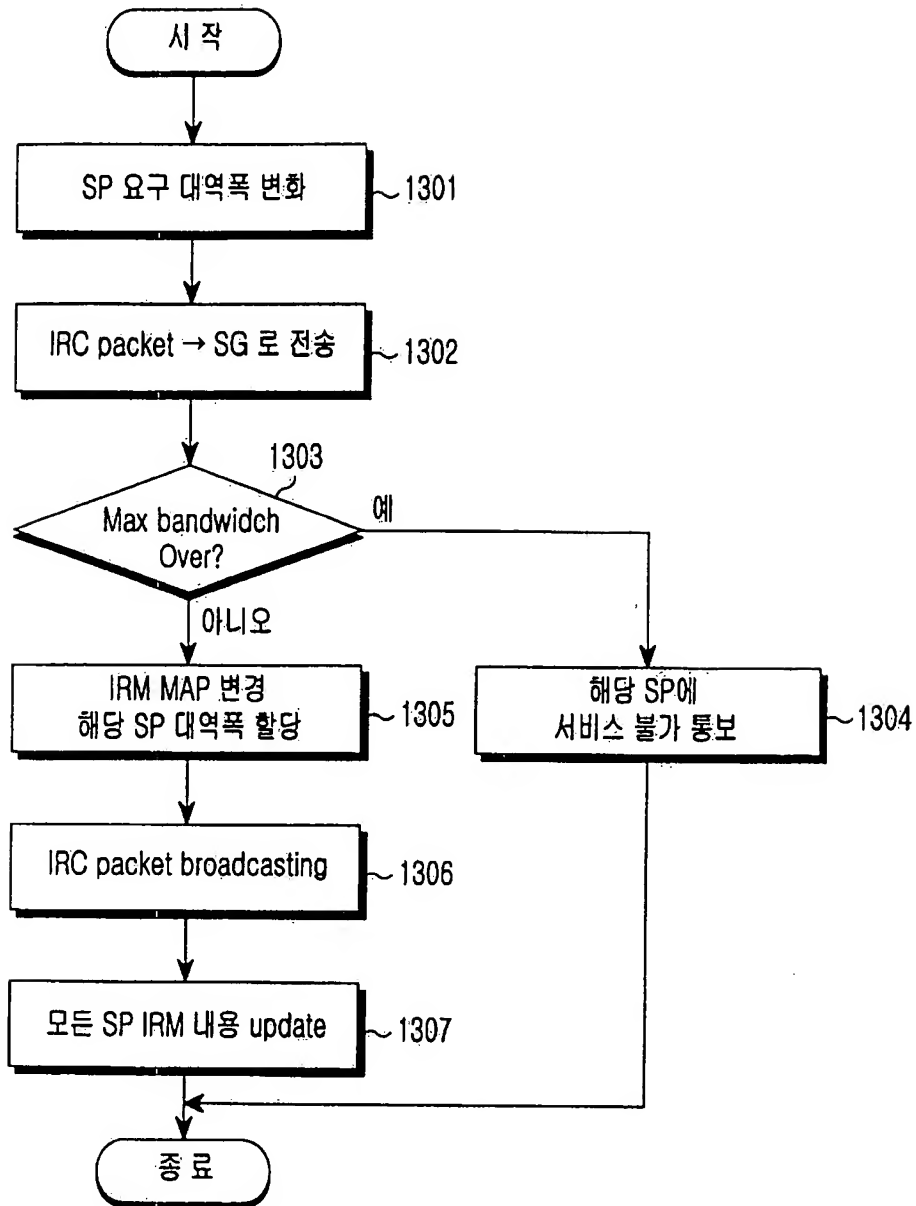 시 작
SP 요구 대역폭 변화
1301
IRC packet → SG 로 전송
1302
1303
Max bandwidch
Over?
예
아니오
IRM MAP 변경
해당 SP 대역폭 할당
1305
해당 SP에
서비스 불가 통보
1304
IRC packet broadcasting
1306
모든 SP IRM 내용 update
1307
종 료